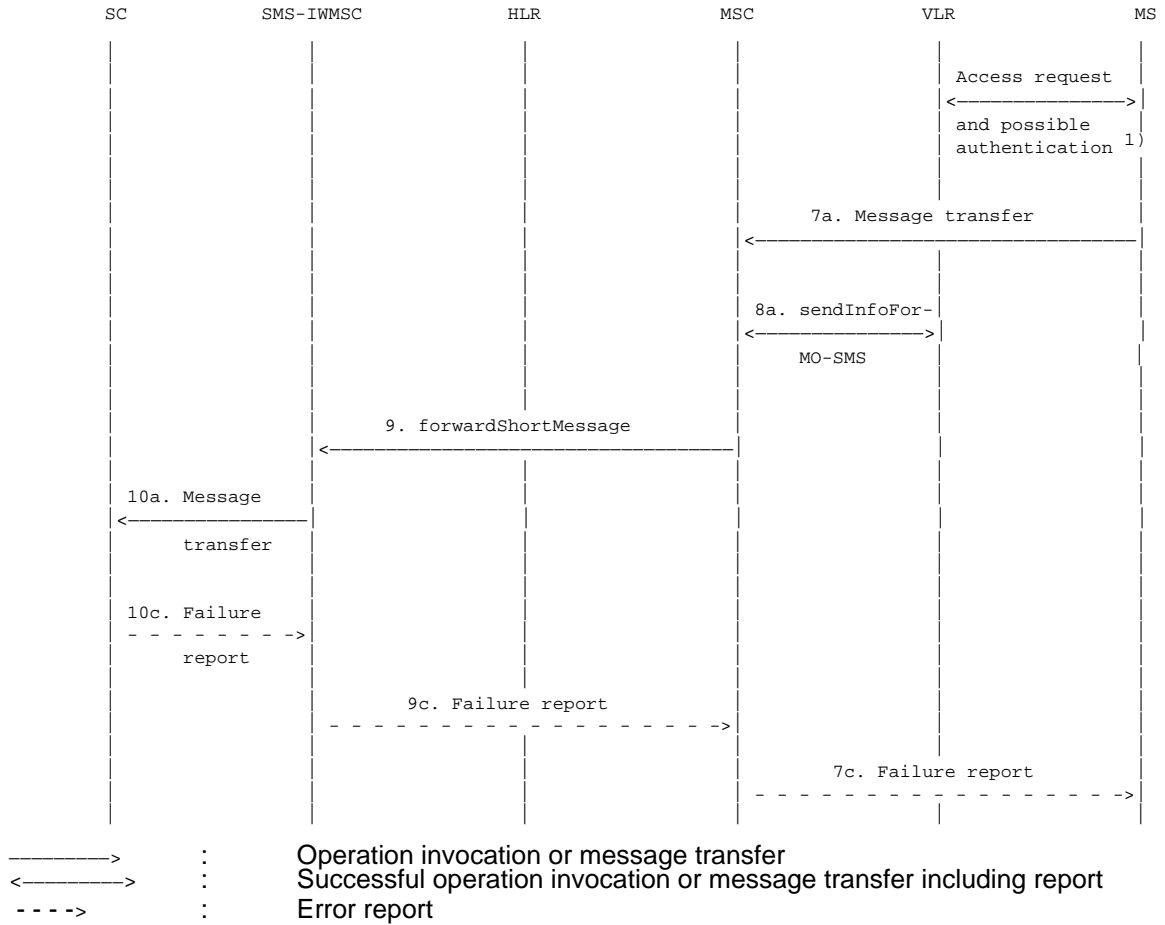 SC SMS-IWMSC HLR MSC VLR MS
Access request
and possible
authentication 1)
7a. Message transfer
8a. sendInfoFor-
MO-SMS
9. forwardShortMessage
10a. Message
transfer
10c. Failure
report
9c. Failure report
7c. Failure report
: Operation invocation or message transfer
: Successful operation invocation or message transfer including report
: Error report